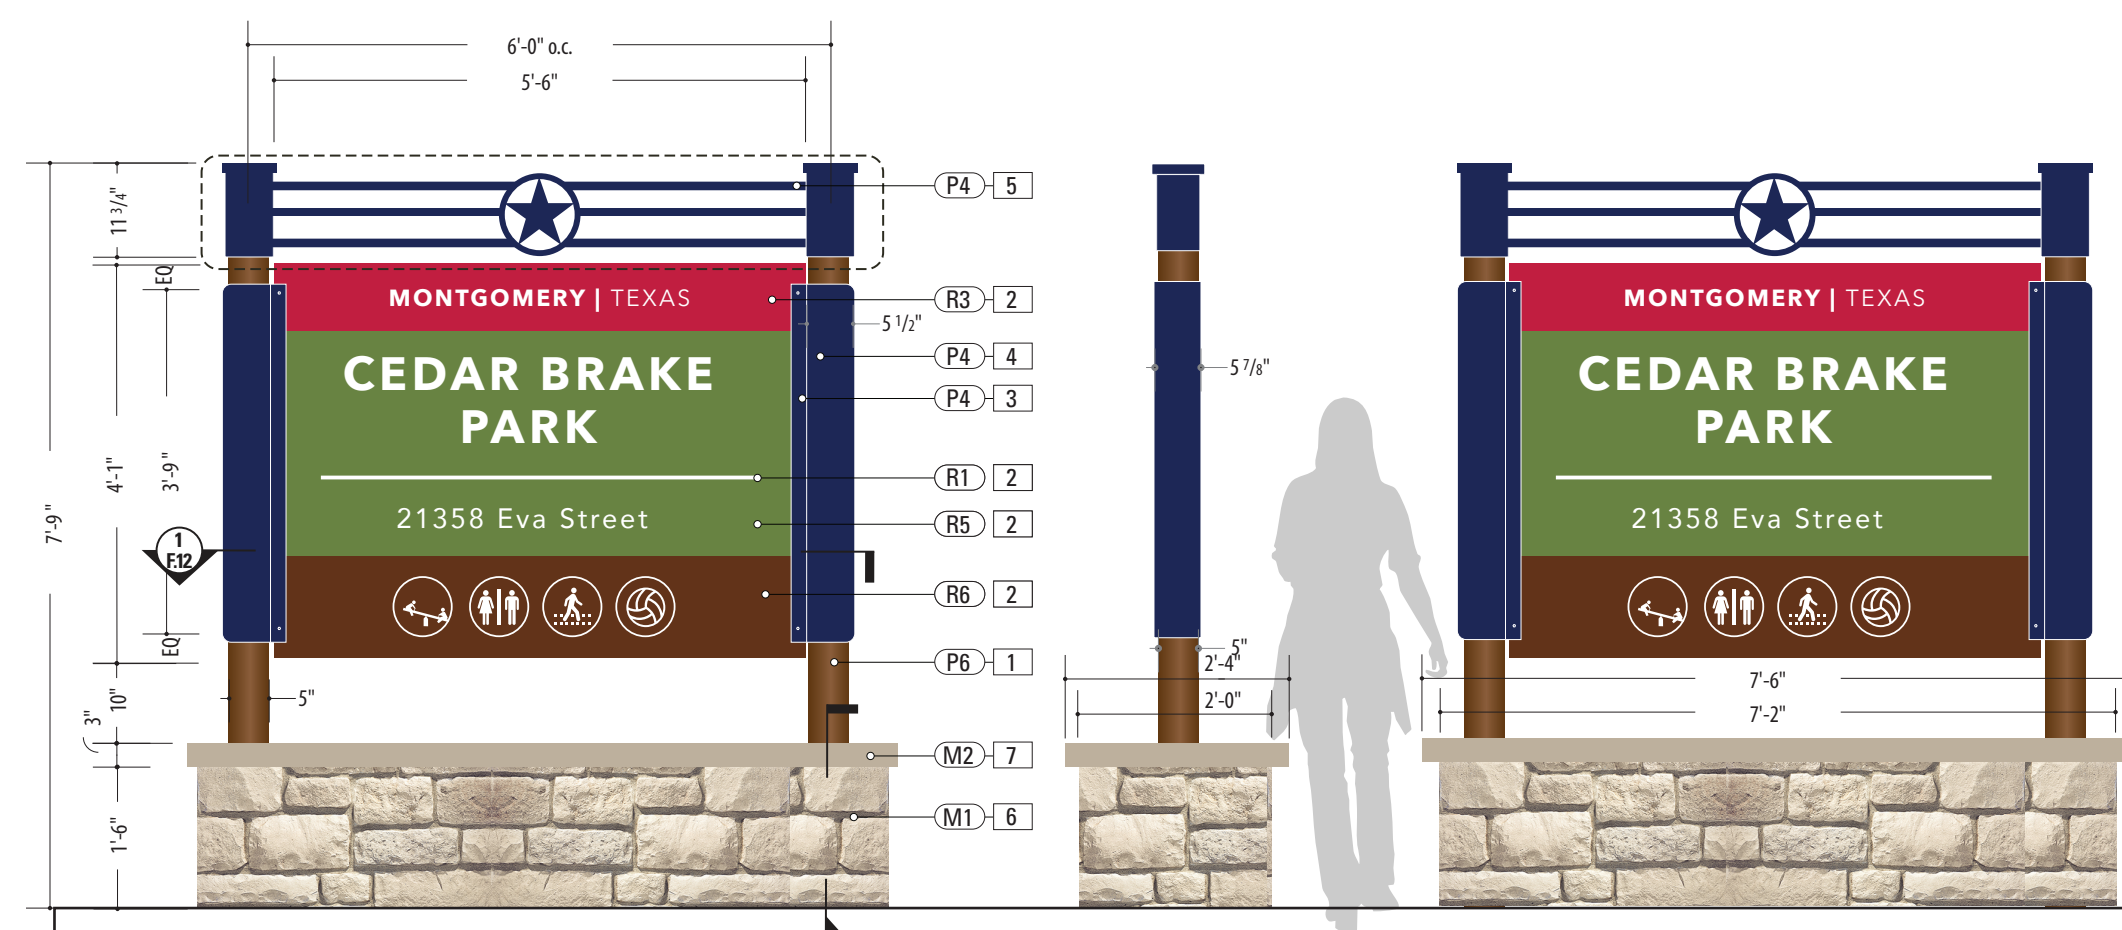 6'-0" o.c.
5'-6"
11 3/4"
EQ
4'-1"
3'-9"
7'-9"
EQ
10"
3"
1'-6"
1
F.12
5"
MONTGOMERY | TEXAS
CEDAR BRAKE
PARK
21358 Eva Street
5 1/2"
P4 5
R3 2
P4 4
P4 3
R1 2
R5 2
R6 2
P6 1
M2 7
M1 6
5 7/8"
5"
2'-4"
2'-0"
MONTGOMERY | TEXAS
CEDAR BRAKE
PARK
21358 Eva Street
7'-6"
7'-2"